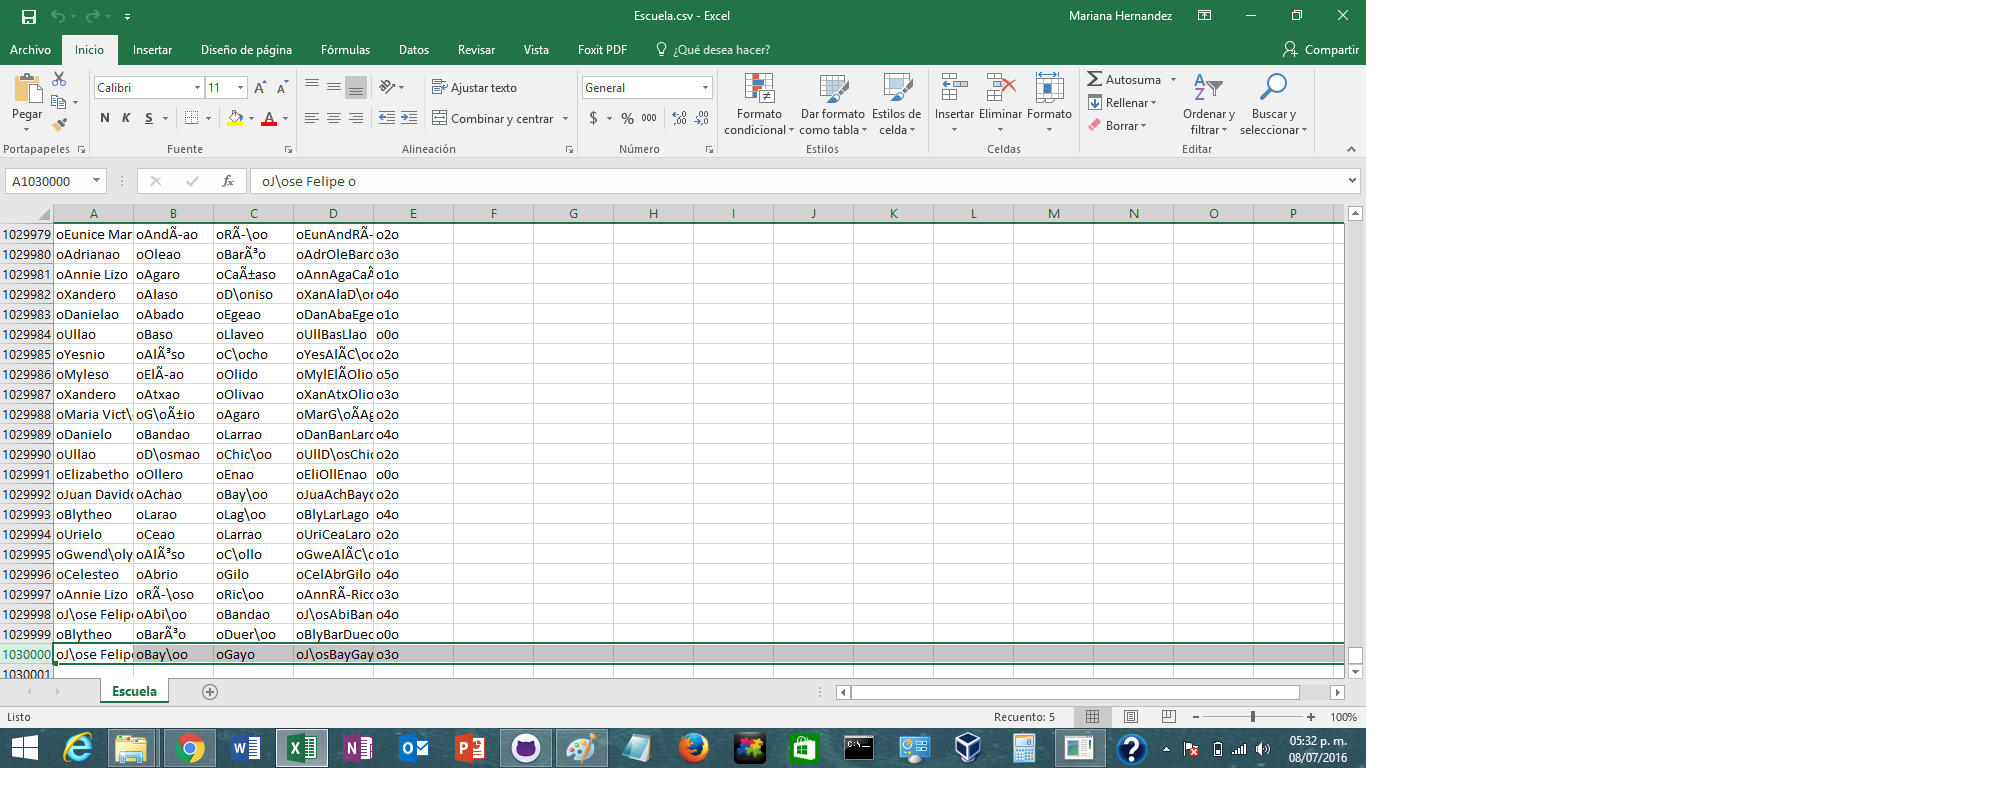 Escuela.csv - Excel
Mariana Hernandez
Archivo Inicio Insertar Diseño de página Fórmulas Datos Revisar Vista Foxit PDF ¿Qué desea hacer? Compartir
Pegar
Portapapeles
Calibri 11
N K S
Fuente
Ajustar texto
Combinar y centrar
Alineación
General
$ % 000
Número
Formato condicional
Dar formato como tabla
Estilos de celda
Estilos
Insertar Eliminar Formato
Celdas
Autosuma
Rellenar
Borrar
Ordenar y filtrar
Buscar y seleccionar
Editar
A1030000 fx oJ\ose Felipe o
A B C D E F G H I J K L M N O P
1029979 oEunice Mar oAndÃ-ao oRÃ-\oo oEunAndRÃ- o2o
1029980 oAdrianao oOleao oBarÃ³o oAdrOleBaro o3o
1029981 oAnnie Lizo oAgaro oCaÃ±aso oAnnAgaCaÃ o1o
1029982 oXandero oAlaso oD\oniso oXanAlaD\on o4o
1029983 oDanielao oAbado oEgeao oDanAbaEge o1o
1029984 oUllao oBaso oLlaveo oUllBasLlao o0o
1029985 oYesnio oAlÃ³so oC\ocho oYesAlÃC\oc o2o
1029986 oMyleso oElÃ-ao oOlido oMylElÃOlio o5o
1029987 oXandero oAtxao oOlivao oXanAtxOlio o3o
1029988 oMaria Vict\ oG\oÃ±io oAgaro oMarG\oÃAg o2o
1029989 oDanielo oBandao oLarrao oDanBanLaro o4o
1029990 oUllao oD\osmao oChic\oo oUllD\osChic o2o
1029991 oElizabetho oOllero oEnao oEliOllEnao o0o
1029992 oJuan Davido oAchao oBay\oo oJuaAchBayo o2o
1029993 oBlytheo oLarao oLag\oo oBlyLarLago o4o
1029994 oUrielo oCeao oLarrao oUriCeaLaro o2o
1029995 oGwend\oly oAlÃ³so oC\ollo oGweAlÃC\o o1o
1029996 oCelesteo oAbrio oGilo oCelAbrGilo o4o
1029997 oAnnie Lizo oRÃ-\oso oRic\oo oAnnRÃ-Rico o3o
1029998 oJ\ose Felipe oAbi\oo oBandao oJ\osAbiBan o4o
1029999 oBlytheo oBarÃ³o oDuer\oo oBlyBarDueo o0o
1030000 oJ\ose Felipe oBay\oo oGayo oJ\osBayGay o3o
1030001
Escuela
Listo Recuento: 5 100%
05:32 p. m.
08/07/2016